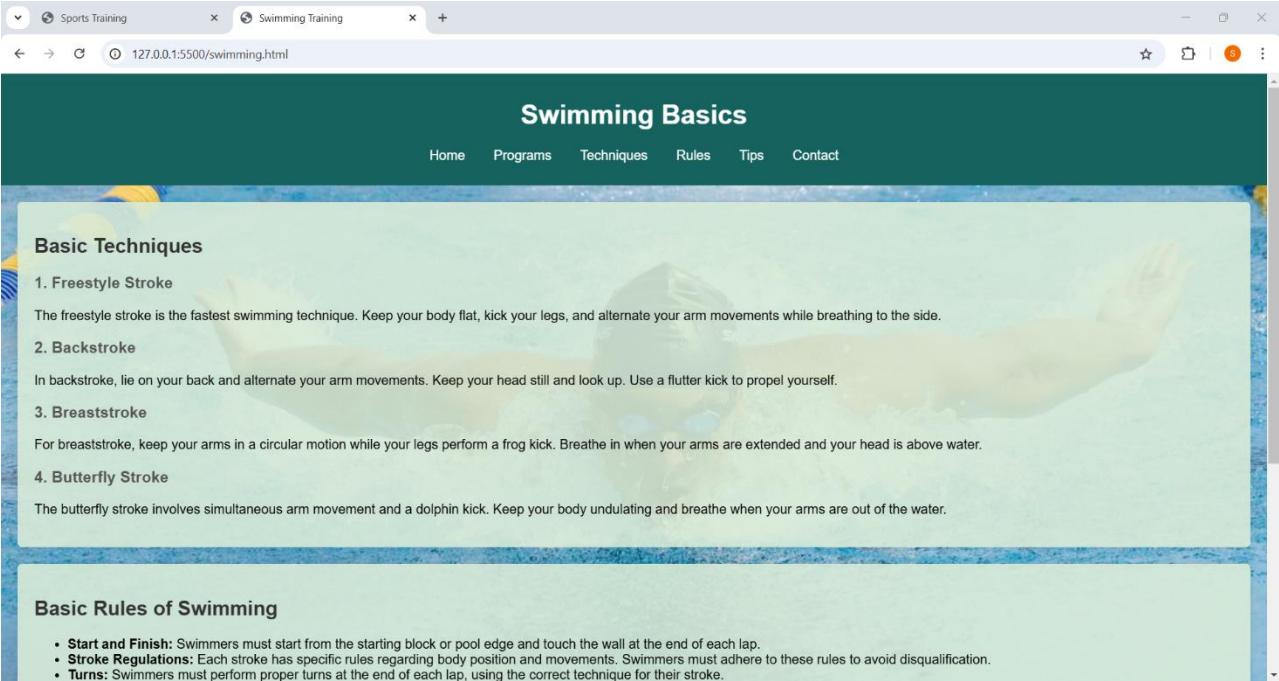 Sports Training
Swimming Training
127.0.0.1:5500/swimming.html
S
Swimming Basics
Home Programs Techniques Rules Tips Contact
Basic Techniques
1. Freestyle Stroke
The freestyle stroke is the fastest swimming technique. Keep your body flat, kick your legs, and alternate your arm movements while breathing to the side.
2. Backstroke
In backstroke, lie on your back and alternate your arm movements. Keep your head still and look up. Use a flutter kick to propel yourself.
3. Breaststroke
For breaststroke, keep your arms in a circular motion while your legs perform a frog kick. Breathe in when your arms are extended and your head is above water.
4. Butterfly Stroke
The butterfly stroke involves simultaneous arm movement and a dolphin kick. Keep your body undulating and breathe when your arms are out of the water.
Basic Rules of Swimming
• Start and Finish: Swimmers must start from the starting block or pool edge and touch the wall at the end of each lap.
• Stroke Regulations: Each stroke has specific rules regarding body position and movements. Swimmers must adhere to these rules to avoid disqualification.
• Turns: Swimmers must perform proper turns at the end of each lap, using the correct technique for their stroke.